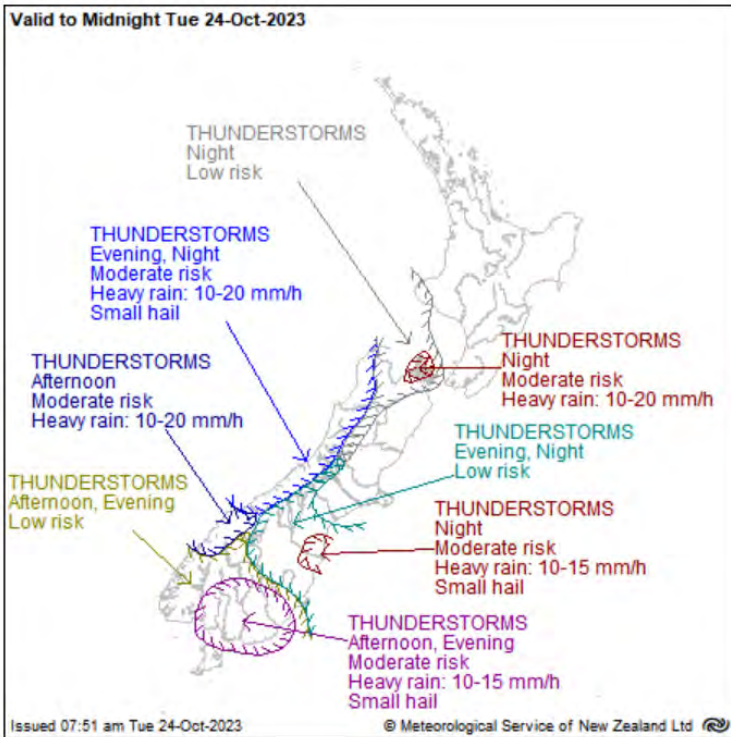 Valid to Midnight Tue 24-Oct-2023
THUNDERSTORMS
Night
Low risk
THUNDERSTORMS
Evening, Night
Moderate risk
Heavy rain: 10-20 mm/h
Small hail
THUNDERSTORMS
Night
Moderate risk
Heavy rain: 10-20 mm/h
THUNDERSTORMS
Afternoon
Moderate risk
Heavy rain: 10-20 mm/h
THUNDERSTORMS
Evening, Night
Low risk
THUNDERSTORMS
Afternoon, Evening
Low risk
THUNDERSTORMS
Night
Moderate risk
Heavy rain: 10-15 mm/h
Small hail
THUNDERSTORMS
Afternoon, Evening
Moderate risk
Heavy rain: 10-15 mm/h
Small hail
Issued 07:51 am Tue 24-Oct-2023
© Meteorological Service of New Zealand Ltd